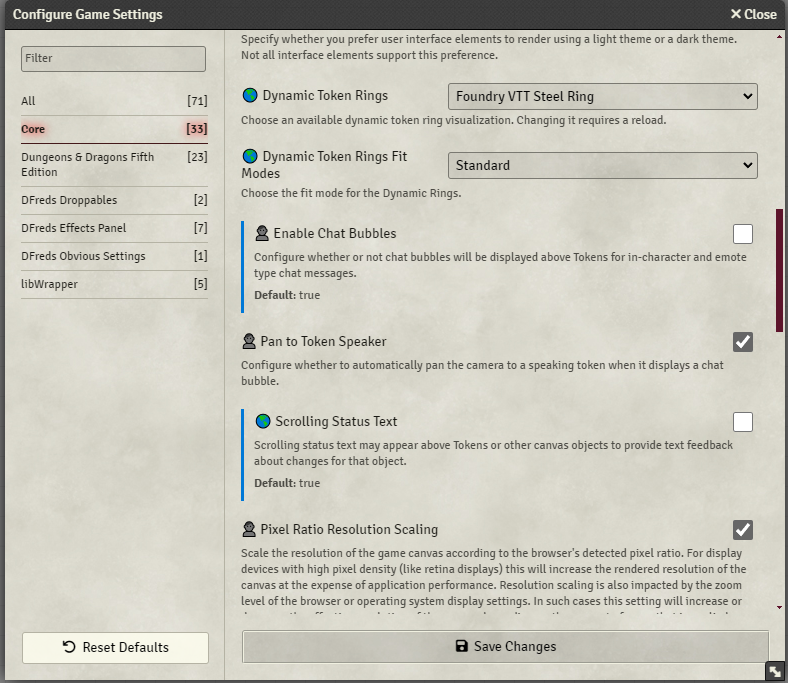 Configure Game Settings
Close
Filter
All [71]
Core [33]
Dungeons & Dragons Fifth [23]
Edition
DFreds Droppables [2]
DFreds Effects Panel [7]
DFreds Obvious Settings [1]
libWrapper [5]
Reset Defaults
Specify whether you prefer user interface elements to render using a light theme or a dark theme.
Not all interface elements support this preference.
Dynamic Token Rings
Foundry VTT Steel Ring
Choose an available dynamic token ring visualization. Changing it requires a reload.
Dynamic Token Rings Fit
Modes
Standard
Choose the fit mode for the Dynamic Rings.
Enable Chat Bubbles
Configure whether or not chat bubbles will be displayed above Tokens for in-character and emote
type chat messages.
Default: true
Pan to Token Speaker
Configure whether to automatically pan the camera to a speaking token when it displays a chat
bubble.
Scrolling Status Text
Scrolling status text may appear above Tokens or other canvas objects to provide text feedback
about changes for that object.
Default: true
Pixel Ratio Resolution Scaling
Scale the resolution of the game canvas according to the browser's detected pixel ratio. For display
devices with high pixel density (like retina displays) this will increase the rendered resolution of the
canvas at the expense of application performance. Resolution scaling is also impacted by the zoom
level of the browser or operating system display settings. In such cases this setting will increase or
Save Changes